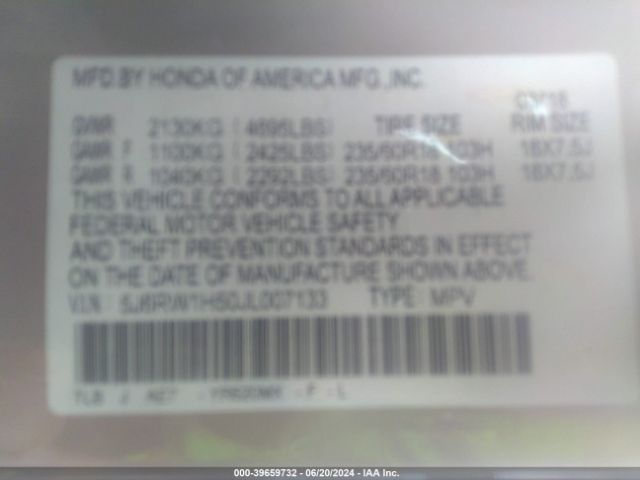 MFD.BY HONDA OF AMERICA MFG.,INC.
GVWR 2130KG ( 4695LBS) TIRE SIZE RIM SIZE
GAWR F 1100KG ( 2425LBS) 235/60R18 103H 18X7.5J
GAWR R 1040KG ( 2292LBS) 235/60R18 103H 18X7.5J
THIS VEHICLE CONFORMS TO ALL APPLICABLE
FEDERAL MOTOR VEHICLE SAFETY
AND THEFT PREVENTION STANDARDS IN EFFECT
ON THE DATE OF MANUFACTURE SHOWN ABOVE.
V.I.N. 5J6RW1H50JL007133 TYPE: MPV
TLB J
000-39659732 - 06/20/2024 - IAA Inc.